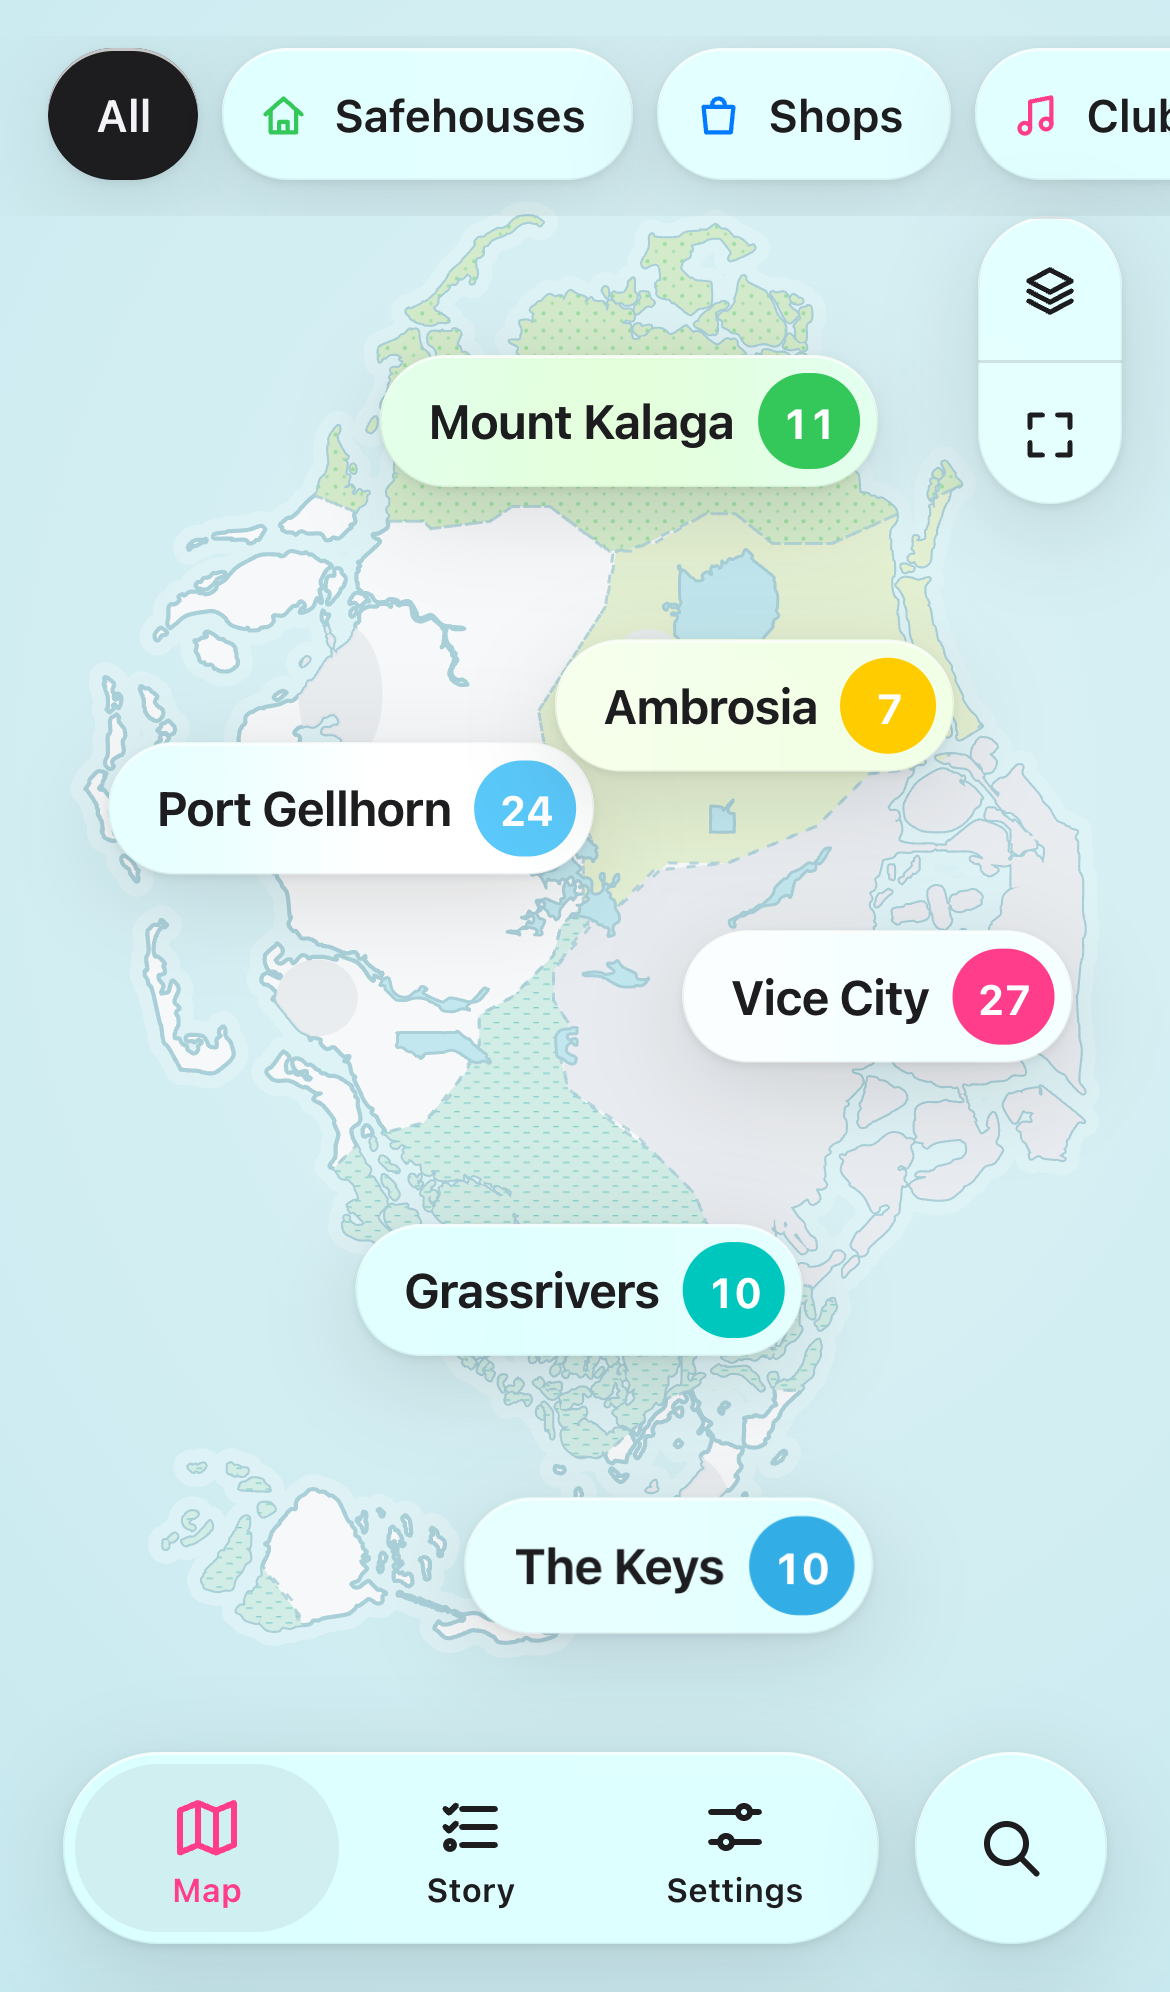 All
Safehouses
Shops
Club
Mount Kalaga 11
Ambrosia 7
Port Gellhorn 24
Vice City 27
Grassrivers 10
The Keys 10
Map
Story
Settings